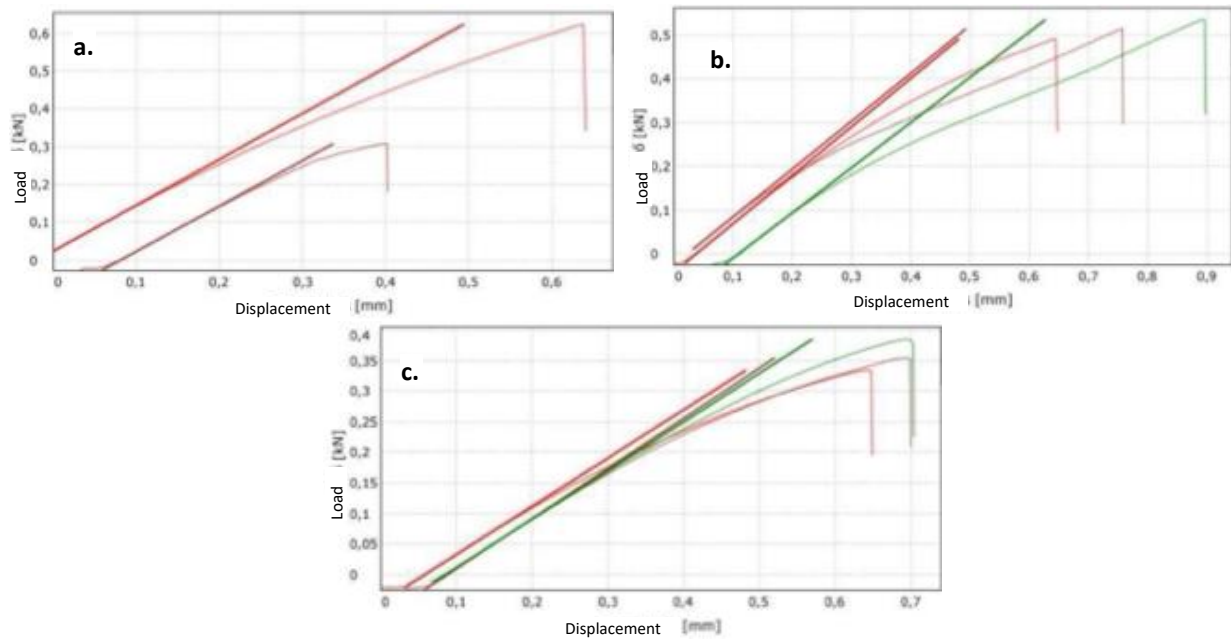 a.
0,6
0,5
0,4
0,3
0,2
0,1
0
Load [kN]
0 0,1 0,2 0,3 0,4 0,5 0,6
Displacement [mm]
b.
0,5
0,4
0,3
0,2
0,1
0
Load [kN]
0 0,1 0,2 0,3 0,4 0,5 0,6 0,7 0,8 0,9
Displacement [mm]
c.
0,4
0,35
0,3
0,25
0,2
0,15
0,1
0,05
0
Load [kN]
0 0,1 0,2 0,3 0,4 0,5 0,6 0,7
Displacement [mm]